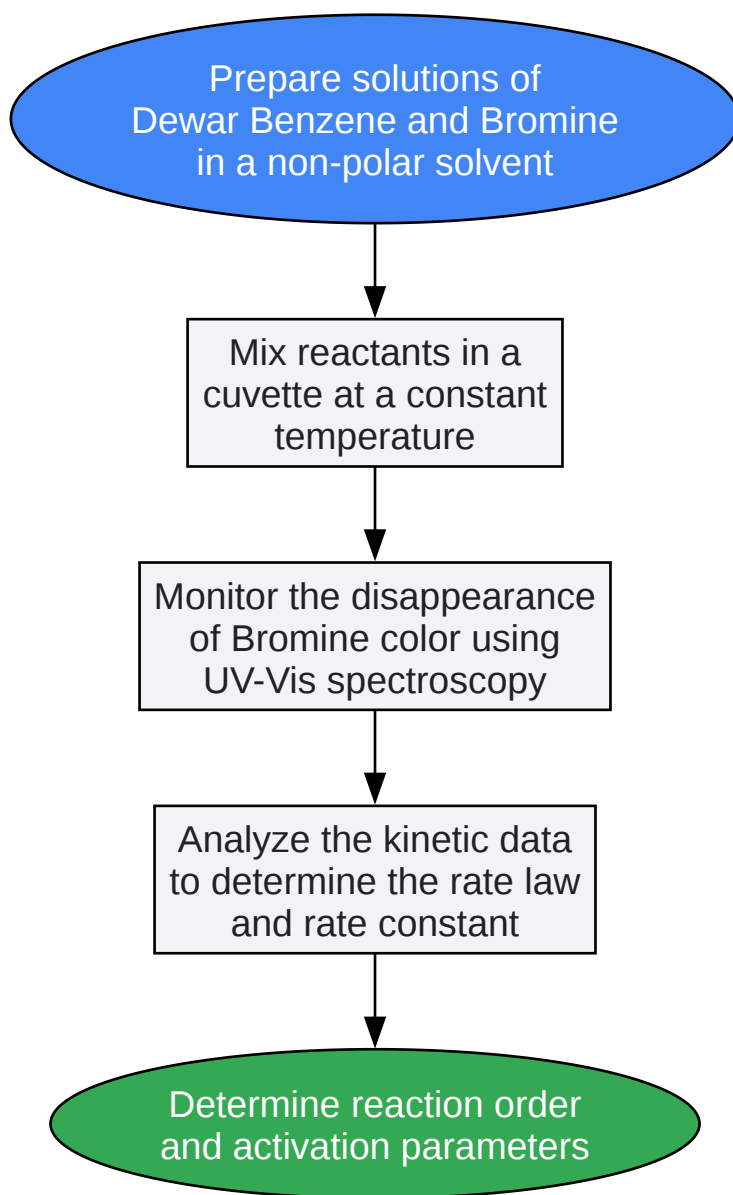 Prepare solutions of
Dewar Benzene and Bromine
in a non-polar solvent
Mix reactants in a
cuvette at a constant
temperature
Monitor the disappearance
of Bromine color using
UV-Vis spectroscopy
Analyze the kinetic data
to determine the rate law
and rate constant
Determine reaction order
and activation parameters